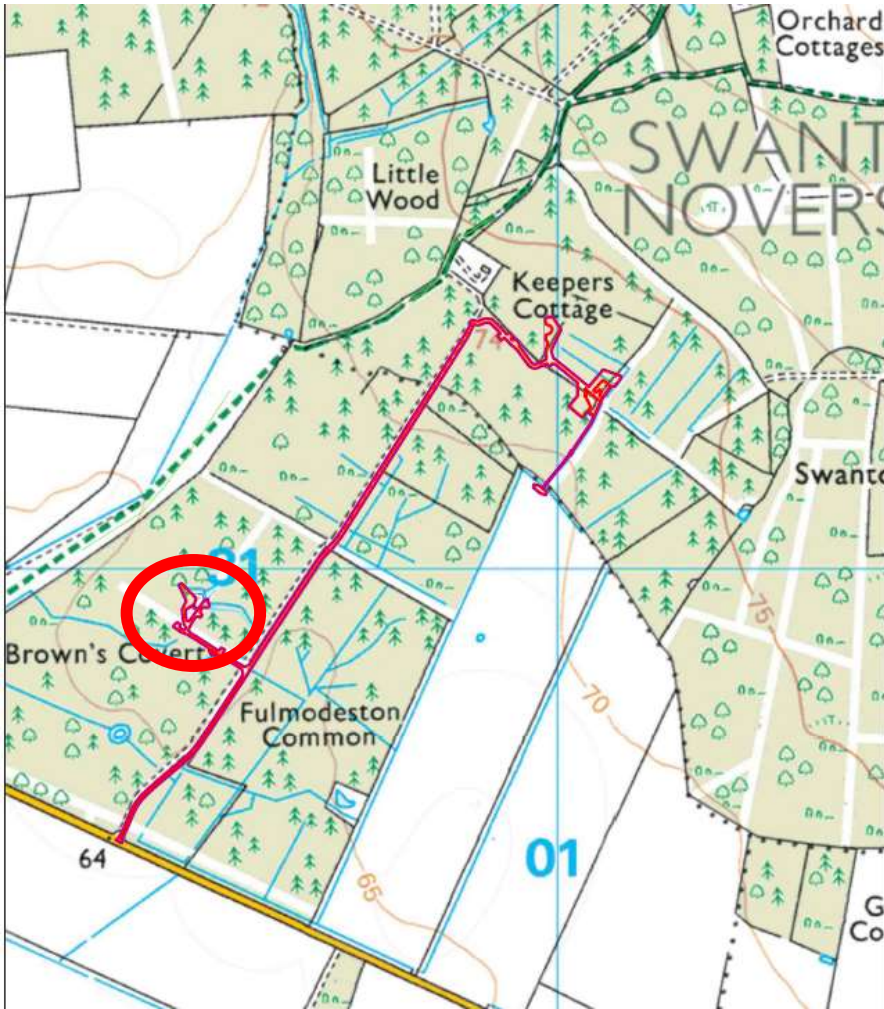 Orchard
Cottages
SWANT
NOVERS
Little
Wood
Keepers
Cottage
74
Swanto
31
75
Brown's Covert
70
Fulmodeston
Common
64
01
65
G
Co